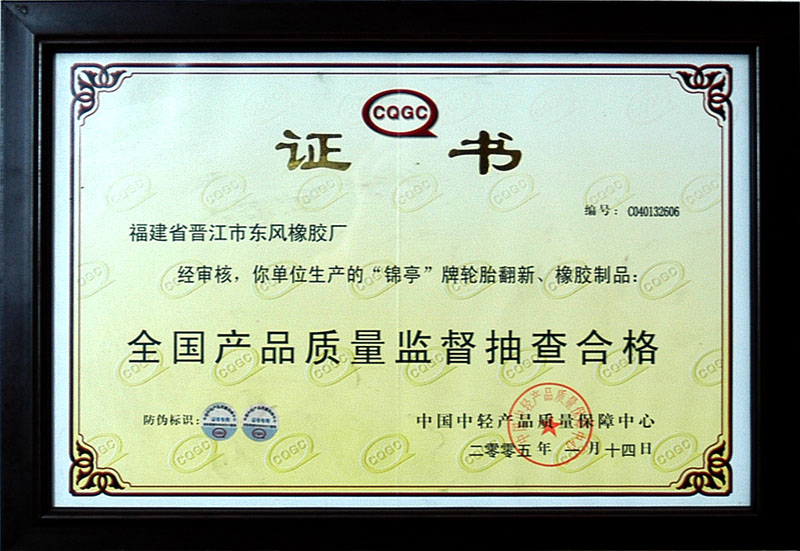 CQGC
证 书
编号：C040132606
福建省晋江市东风橡胶厂
经审核，你单位生产的“锦亭”牌轮胎翻新、橡胶制品：
全国产品质量监督抽查合格
防伪标识：
中国中轻产品质量保障中心
二零零五年一月十四日